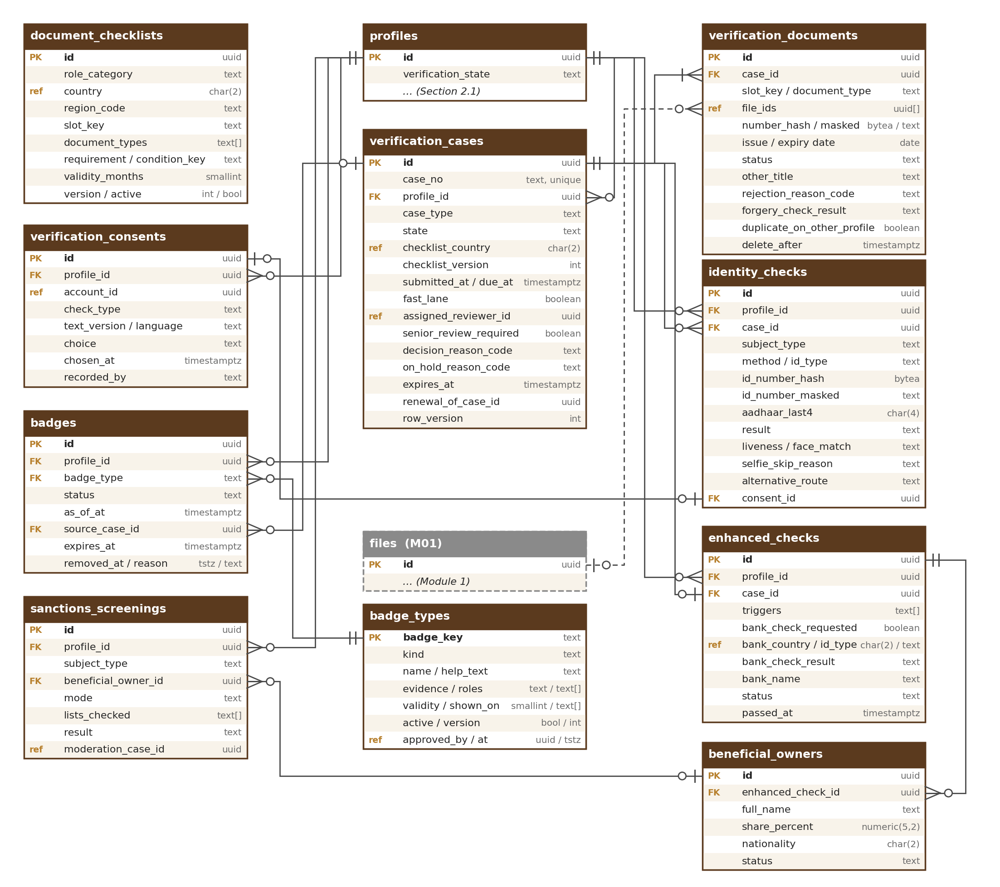 document_checklists
PK id uuid
role_category text
ref country char(2)
region_code text
slot_key text
document_types text[]
requirement / condition_key text
validity_months smallint
version / active int / bool
verification_consents
PK id uuid
FK profile_id uuid
ref account_id uuid
check_type text
text_version / language text
choice text
chosen_at timestamptz
recorded_by text
badges
PK id uuid
FK profile_id uuid
FK badge_type text
status text
as_of_at timestamptz
FK source_case_id uuid
expires_at timestamptz
removed_at / reason tstz / text
sanctions_screenings
PK id uuid
FK profile_id uuid
subject_type text
FK beneficial_owner_id uuid
mode text
lists_checked text[]
result text
ref moderation_case_id uuid
profiles
PK id uuid
verification_state text
... (Section 2.1)
verification_cases
PK id uuid
case_no text, unique
FK profile_id uuid
case_type text
state text
ref checklist_country char(2)
checklist_version int
submitted_at / due_at timestamptz
fast_lane boolean
ref assigned_reviewer_id uuid
senior_review_required boolean
decision_reason_code text
on_hold_reason_code text
expires_at timestamptz
renewal_of_case_id uuid
row_version int
files (M01)
PK id uuid
... (Module 1)
badge_types
PK badge_key text
kind text
name / help_text text
evidence / roles text / text[]
validity / shown_on smallint / text[]
active / version bool / int
ref approved_by / at uuid / tstz
verification_documents
PK id uuid
FK case_id uuid
slot_key / document_type text
ref file_ids uuid[]
number_hash / masked bytea / text
issue / expiry date date
status text
other_title text
rejection_reason_code text
forgery_check_result text
duplicate_on_other_profile boolean
delete_after timestamptz
identity_checks
PK id uuid
FK profile_id uuid
FK case_id uuid
subject_type text
method / id_type text
id_number_hash bytea
id_number_masked text
aadhaar_last4 char(4)
result text
liveness / face_match text
selfie_skip_reason text
alternative_route text
FK consent_id uuid
enhanced_checks
PK id uuid
FK profile_id uuid
FK case_id uuid
triggers text[]
bank_check_requested boolean
ref bank_country / id_type char(2) / text
bank_check_result text
bank_name text
status text
passed_at timestamptz
beneficial_owners
PK id uuid
FK enhanced_check_id uuid
full_name text
share_percent numeric(5,2)
nationality char(2)
status text